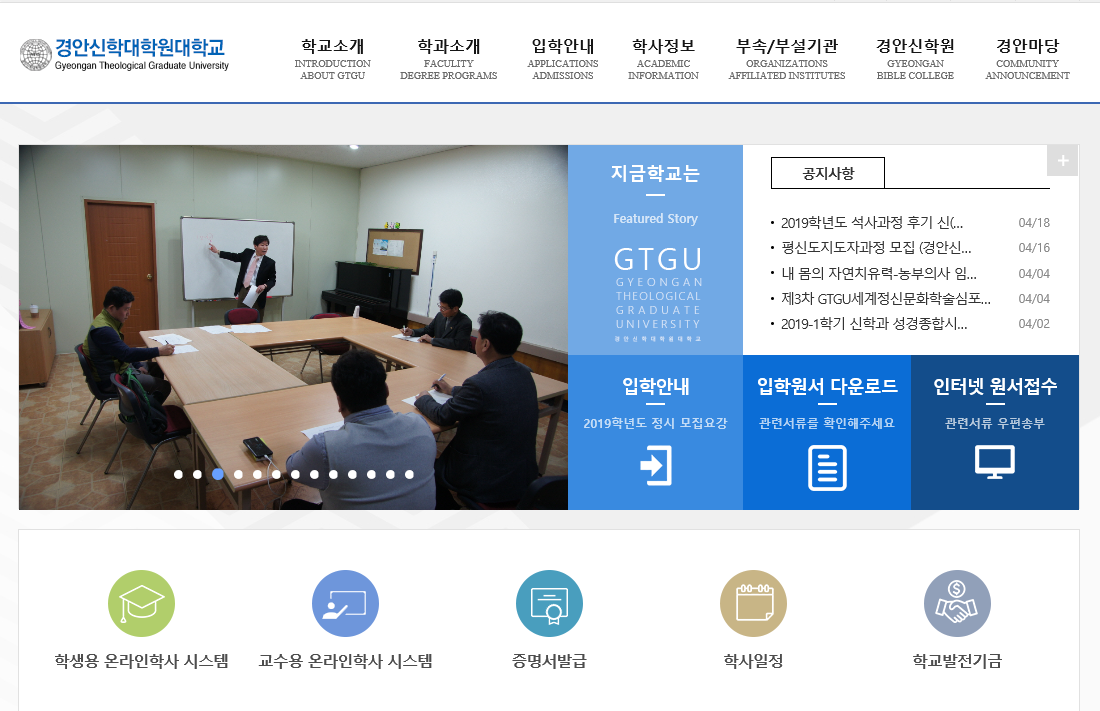 경안신학대학원대학교
Gyeongan Theological Graduate University
학교소개
INTRODUCTION
ABOUT GTGU
학과소개
FACULITY
DEGREE PROGRAMS
입학안내
APPLICATIONS
ADMISSIONS
학사정보
ACADEMIC
INFORMATION
부속/부설기관
ORGANIZATIONS
AFFILIATED INSTITUTES
경안신학원
GYEONGAN
BIBLE COLLEGE
경안마당
COMMUNITY
ANNOUNCEMENT
지금학교는
Featured Story
GTGU
GYEONGAN
THEOLOGICAL
GRADUATE
UNIVERSITY
경안신학대학원대학교
공지사항
+
• 2019학년도 석사과정 후기 신(... 04/18
• 평신도지도자과정 모집 (경안신... 04/16
• 내 몸의 자연치유력-농부의사 임... 04/04
• 제3차 GTGU세계정신문화학술심포... 04/04
• 2019-1학기 신학과 성경종합시... 04/02
입학안내
2019학년도 정시 모집요강
입학원서 다운로드
관련서류를 확인해주세요
인터넷 원서접수
관련서류 우편송부
학생용 온라인학사 시스템
교수용 온라인학사 시스템
증명서발급
학사일정
학교발전기금